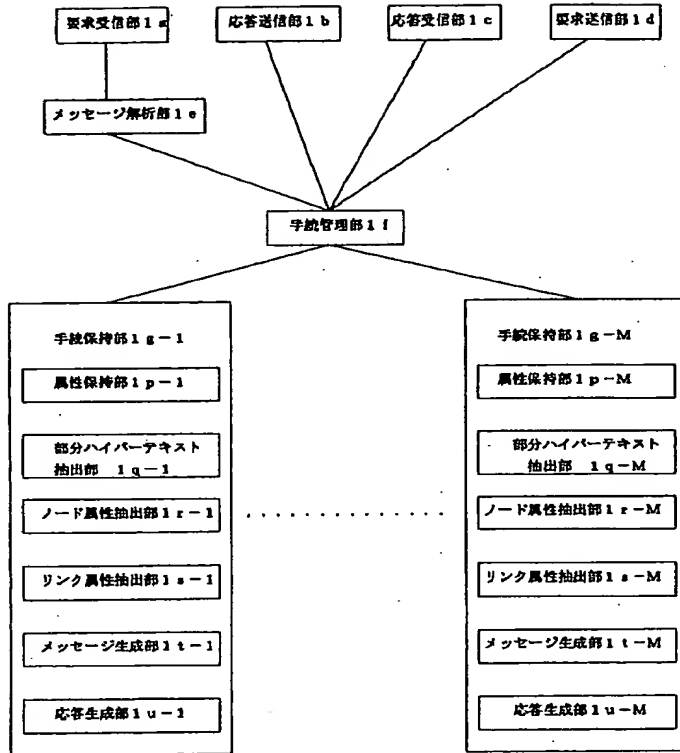 要求受信部１a
応答送信部１b
応答受信部１c
要求送信部１d
メッセージ解析部１e
手続管理部１f
手続保持部１g－1
属性保持部１p－1
部分ハイパーテキスト
抽出部　１q－1
ノード属性抽出部１r－1
リンク属性抽出部１s－1
メッセージ生成部１t－1
応答生成部１u－1
手続保持部１g－M
属性保持部１p－M
部分ハイパーテキスト
抽出部　１q－M
ノード属性抽出部１r－M
リンク属性抽出部１s－M
メッセージ生成部１t－M
応答生成部１u－M